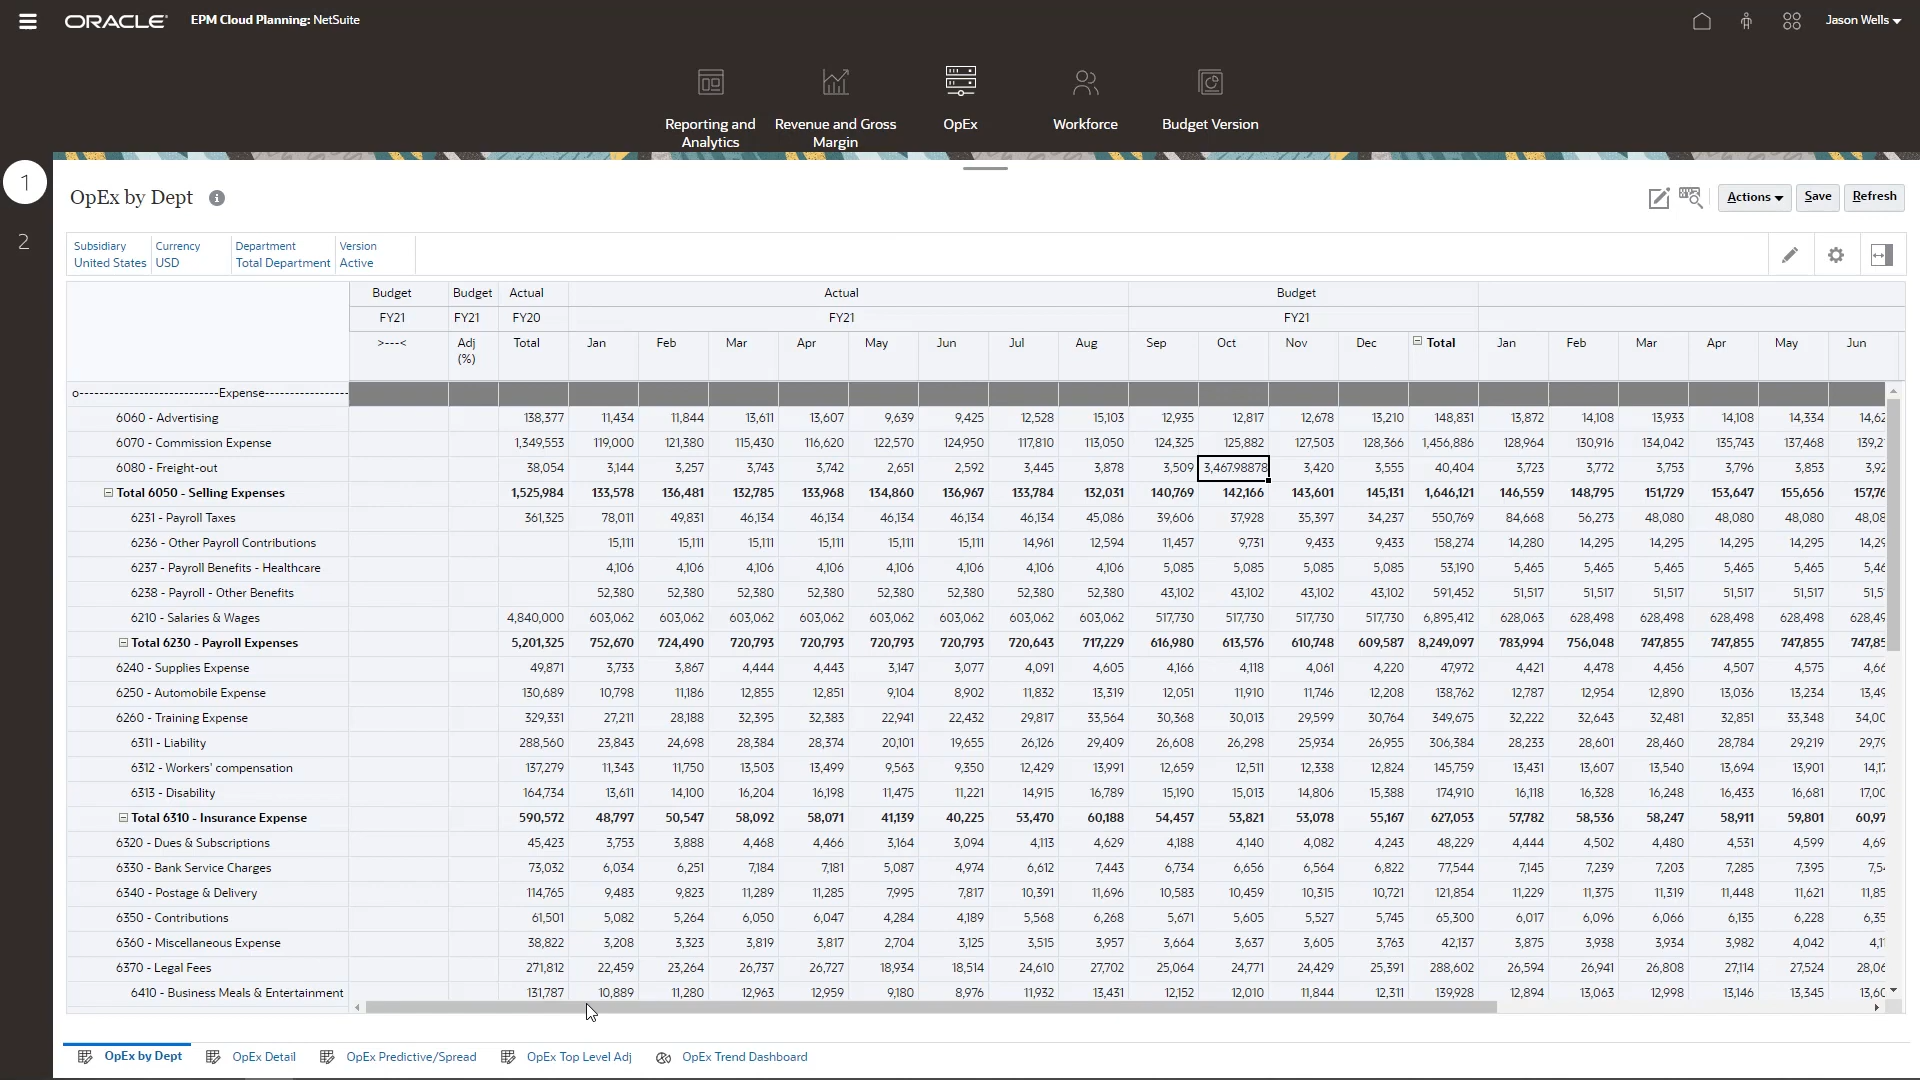 ORACLE EPM Cloud Planning: NetSuite Jason Wells
Reporting and Analytics
Revenue and Gross Margin
OpEx
Workforce
Budget Version
1
2
OpEx by Dept
Actions Save Refresh
Subsidiary Currency Department Version
United States USD Total Department Active
Budget Budget Actual Actual Budget
FY21 FY21 FY20 FY21 FY21
>---< Adj (%) Total Jan Feb Mar Apr May Jun Jul Aug Sep Oct Nov Dec Total Jan Feb Mar Apr May Jun
o----------------------------Expense-----------------
6060 - Advertising 138,377 11,434 11,844 13,611 13,607 9,639 9,425 12,528 15,103 12,935 12,817 12,678 13,210 148,831 13,872 14,108 13,933 14,108 14,334 14,62
6070 - Commission Expense 1,349,553 119,000 121,380 115,430 116,620 122,570 124,950 117,810 113,050 124,325 125,882 127,503 128,366 1,456,886 128,964 130,916 134,042 135,743 137,468 139,2
6080 - Freight-out 38,054 3,144 3,257 3,743 3,742 2,651 2,592 3,445 3,878 3,509 3,467.98878 3,420 3,555 40,404 3,723 3,772 3,753 3,796 3,853 3,92
Total 6050 - Selling Expenses 1,525,984 133,578 136,481 132,785 133,968 134,860 136,967 133,784 132,031 140,769 142,166 143,601 145,131 1,646,121 146,559 148,795 151,729 153,647 155,656 157,76
6231 - Payroll Taxes 361,325 78,011 49,831 46,134 46,134 46,134 46,134 46,134 45,086 39,606 37,928 35,397 34,237 550,769 84,668 56,273 48,080 48,080 48,080 48,08
6236 - Other Payroll Contributions 15,111 15,111 15,111 15,111 15,111 15,111 14,961 12,594 11,457 9,731 9,433 9,433 158,274 14,280 14,295 14,295 14,295 14,295 14,29
6237 - Payroll Benefits - Healthcare 4,106 4,106 4,106 4,106 4,106 4,106 4,106 4,106 5,085 5,085 5,085 5,085 53,190 5,465 5,465 5,465 5,465 5,465 5,46
6238 - Payroll - Other Benefits 52,380 52,380 52,380 52,380 52,380 52,380 52,380 52,380 43,102 43,102 43,102 43,102 591,452 51,517 51,517 51,517 51,517 51,517 51,5
6210 - Salaries & Wages 4,840,000 603,062 603,062 603,062 603,062 603,062 603,062 603,062 603,062 517,730 517,730 517,730 517,730 6,895,412 628,063 628,498 628,498 628,498 628,498 628,49
Total 6230 - Payroll Expenses 5,201,325 752,670 724,490 720,793 720,793 720,793 720,793 720,643 717,229 616,980 613,576 610,748 609,587 8,249,097 783,994 756,048 747,855 747,855 747,855 747,85
6240 - Supplies Expense 49,871 3,733 3,867 4,444 4,443 3,147 3,077 4,091 4,605 4,166 4,118 4,061 4,220 47,972 4,421 4,478 4,456 4,507 4,575 4,66
6250 - Automobile Expense 130,689 10,798 11,186 12,855 12,851 9,104 8,902 11,832 13,319 12,051 11,910 11,746 12,208 138,762 12,787 12,954 12,890 13,036 13,234 13,49
6260 - Training Expense 329,331 27,211 28,188 32,395 32,383 22,941 22,432 29,817 33,564 30,368 30,013 29,599 30,764 349,675 32,222 32,643 32,481 32,851 33,348 34,00
6311 - Liability 288,560 23,843 24,698 28,384 28,374 20,101 19,655 26,126 29,409 26,608 26,298 25,934 26,955 306,384 28,233 28,601 28,460 28,784 29,219 29,79
6312 - Workers' compensation 137,279 11,343 11,750 13,503 13,499 9,563 9,350 12,429 13,991 12,659 12,511 12,338 12,824 145,759 13,431 13,607 13,540 13,694 13,901 14,17
6313 - Disability 164,734 13,611 14,100 16,204 16,198 11,475 11,221 14,915 16,789 15,190 15,013 14,806 15,388 174,910 16,118 16,328 16,248 16,433 16,681 17,00
Total 6310 - Insurance Expense 590,572 48,797 50,547 58,092 58,071 41,139 40,225 53,470 60,188 54,457 53,821 53,078 55,167 627,053 57,782 58,536 58,247 58,911 59,801 60,97
6320 - Dues & Subscriptions 45,423 3,753 3,888 4,468 4,466 3,164 3,094 4,113 4,629 4,188 4,140 4,082 4,243 48,229 4,444 4,502 4,480 4,531 4,599 4,69
6330 - Bank Service Charges 73,032 6,034 6,251 7,184 7,181 5,087 4,974 6,612 7,443 6,734 6,656 6,564 6,822 77,544 7,145 7,239 7,203 7,285 7,395 7,5
6340 - Postage & Delivery 114,765 9,483 9,823 11,289 11,285 7,995 7,817 10,391 11,696 10,583 10,459 10,315 10,721 121,854 11,229 11,375 11,319 11,448 11,621 11,85
6350 - Contributions 61,501 5,082 5,264 6,050 6,047 4,284 4,189 5,568 6,268 5,671 5,605 5,527 5,745 65,300 6,017 6,096 6,066 6,135 6,228 6,35
6360 - Miscellaneous Expense 38,822 3,208 3,323 3,819 3,817 2,704 3,125 3,515 3,957 3,664 3,637 3,605 3,763 42,137 3,875 3,938 3,934 3,982 4,042 4,1
6370 - Legal Fees 271,812 22,459 23,264 26,737 26,727 18,934 18,514 24,610 27,702 25,064 24,771 24,429 25,391 288,602 26,594 26,941 26,808 27,114 27,524 28,06
6410 - Business Meals & Entertainment 131,787 10,889 11,280 12,963 12,959 9,180 8,976 11,932 13,431 12,152 12,010 11,844 12,311 139,928 12,894 13,063 12,998 13,146 13,345 13,60
OpEx by Dept OpEx Detail OpEx Predictive/Spread OpEx Top Level Adj OpEx Trend Dashboard